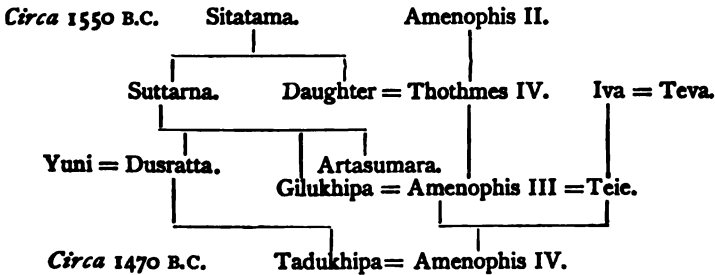 Circa 1550 B.C. Sitatama. Amenophis II.
Suttarna. Daughter = Thothmes IV. Iva = Teva.
Yuni = Dusratta. Artasumara.
Gilukhipa = Amenophis III = Teie.
Circa 1470 B.C. Tadukhipa = Amenophis IV.